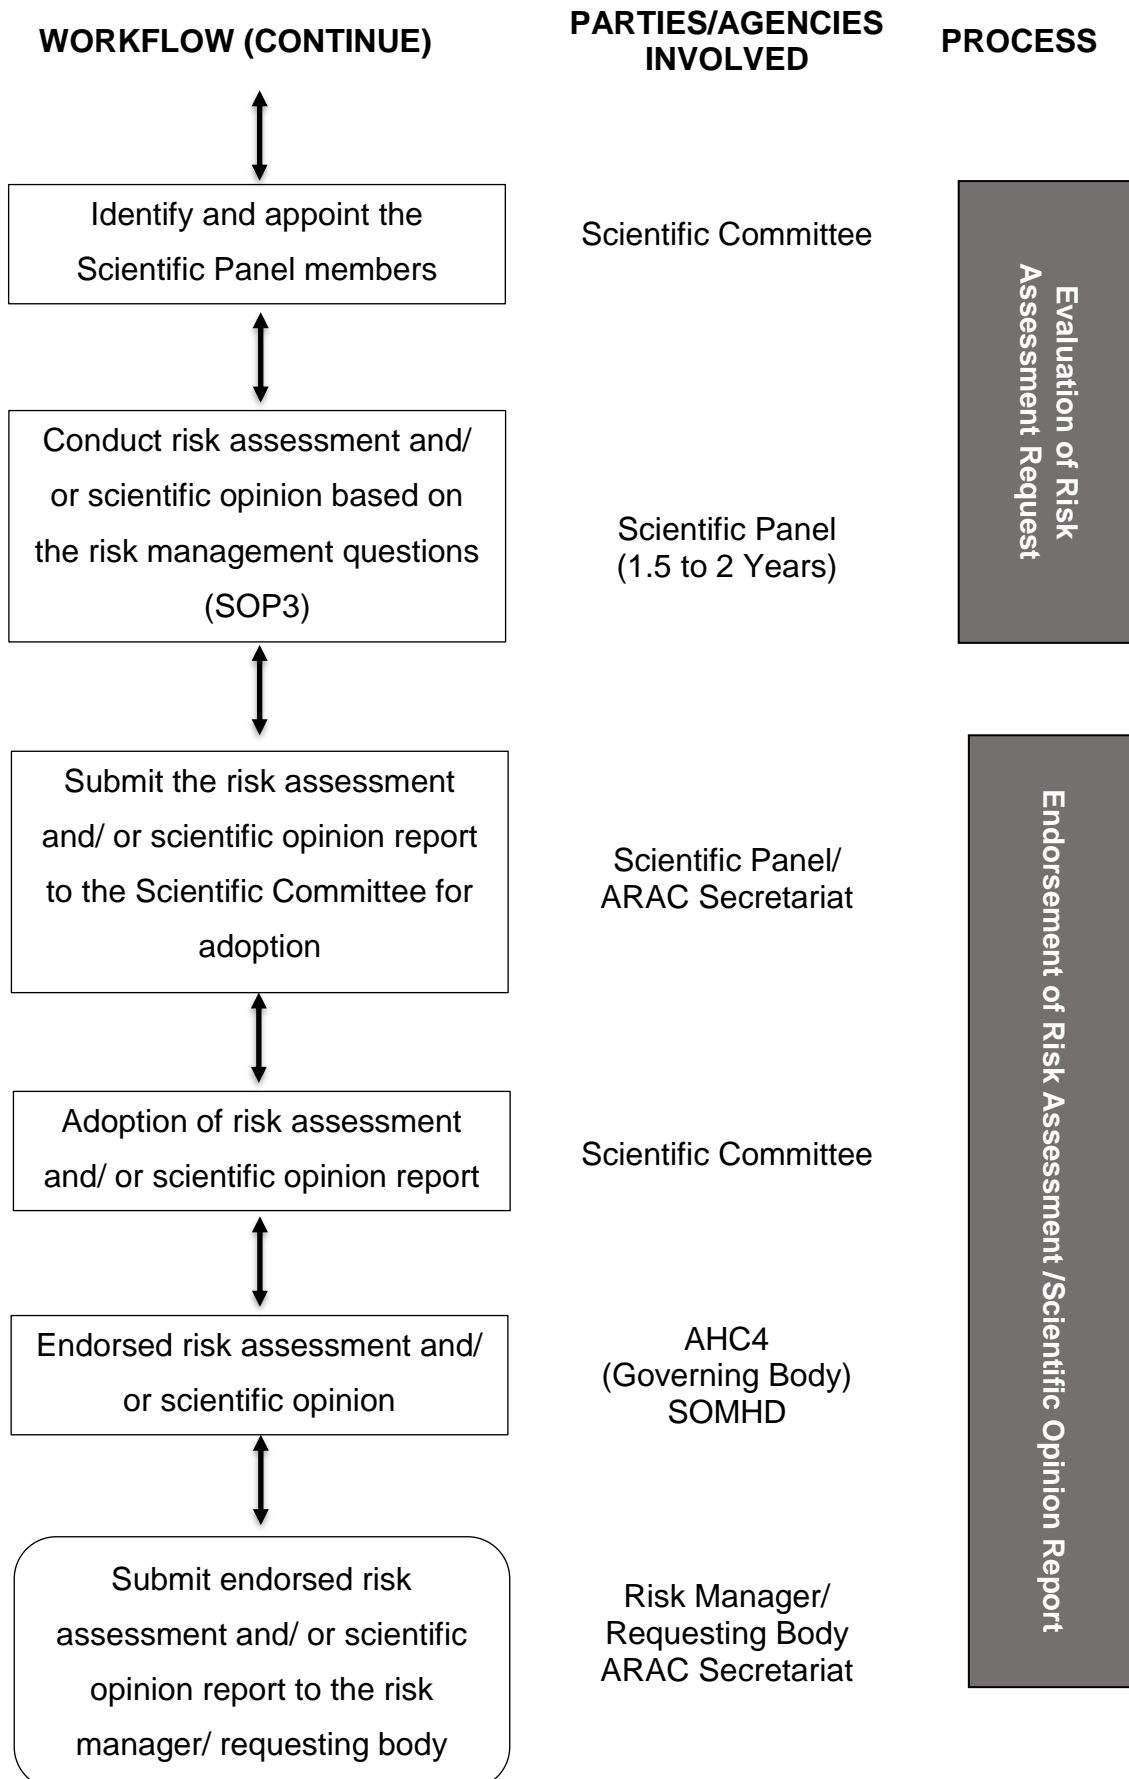 WORKFLOW (CONTINUE)
PARTIES/AGENCIES
INVOLVED
PROCESS
Identify and appoint the
Scientific Panel members
Scientific Committee
Evaluation of Risk
Assessment Request
Conduct risk assessment and/
or scientific opinion based on
the risk management questions
(SOP3)
Scientific Panel
(1.5 to 2 Years)
Submit the risk assessment
and/ or scientific opinion report
to the Scientific Committee for
adoption
Scientific Panel/
ARAC Secretariat
Endorsement of Risk Assessment /Scientific Opinion Report
Adoption of risk assessment
and/ or scientific opinion report
Scientific Committee
Endorsed risk assessment and/
or scientific opinion
AHC4
(Governing Body)
SOMHD
Submit endorsed risk
assessment and/ or scientific
opinion report to the risk
manager/ requesting body
Risk Manager/
Requesting Body
ARAC Secretariat